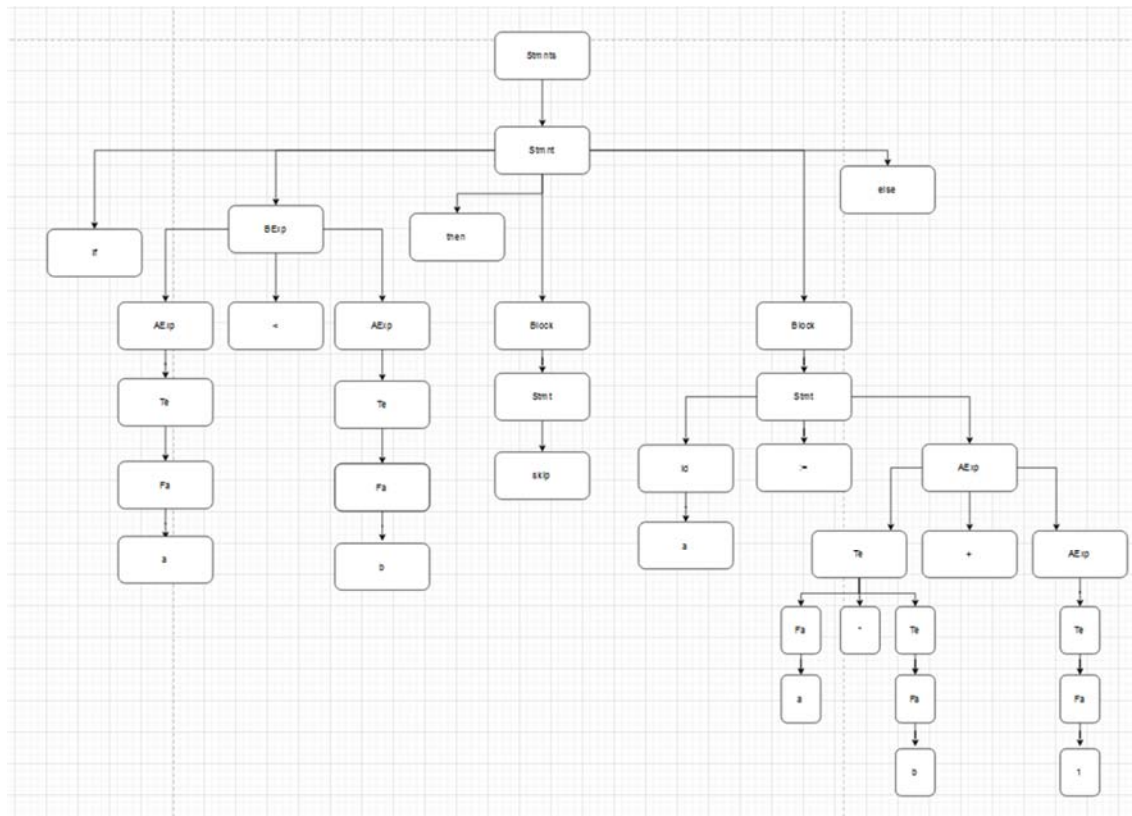 Stmnts
Stmnt
else
BExp
then
If
AExp
<
AExp
Block
Block
Te
Te
Stmt
Stmt
Id
:=
AExp
Fa
Fa
skip
a
b
a
Te
+
AExp
Fa
*
Te
Te
a
Fa
Fa
b
1